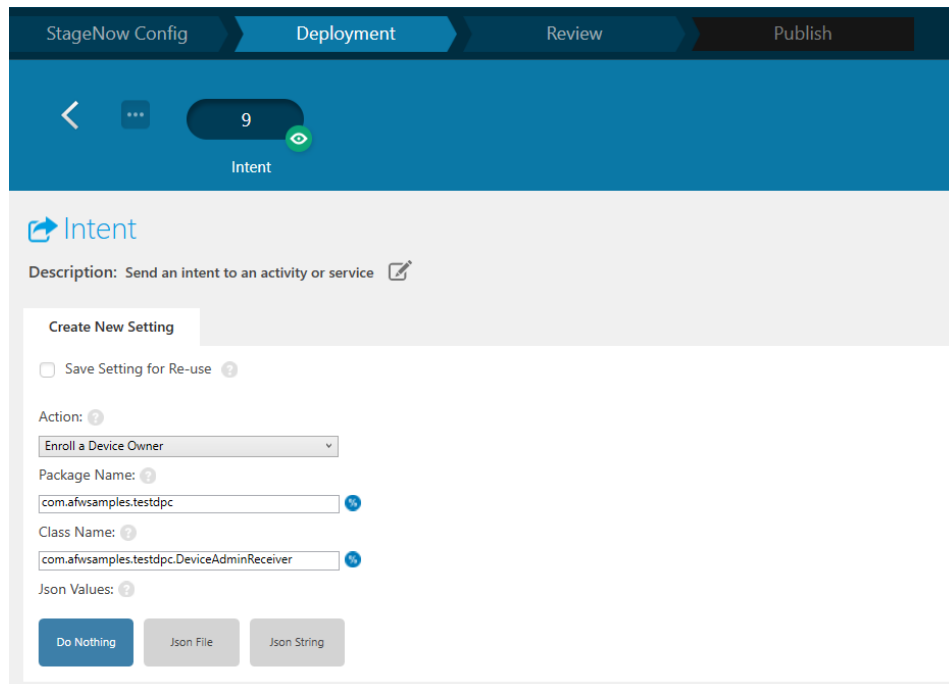 StageNow Config Deployment Review Publish
9
Intent
Intent
Description: Send an intent to an activity or service
Create New Setting
Save Setting for Re-use ?
Action: ?
Enroll a Device Owner
Package Name: ?
com.afwsamples.testdpc %
Class Name: ?
com.afwsamples.testdpc.DeviceAdminReceiver %
Json Values: ?
Do Nothing Json File Json String